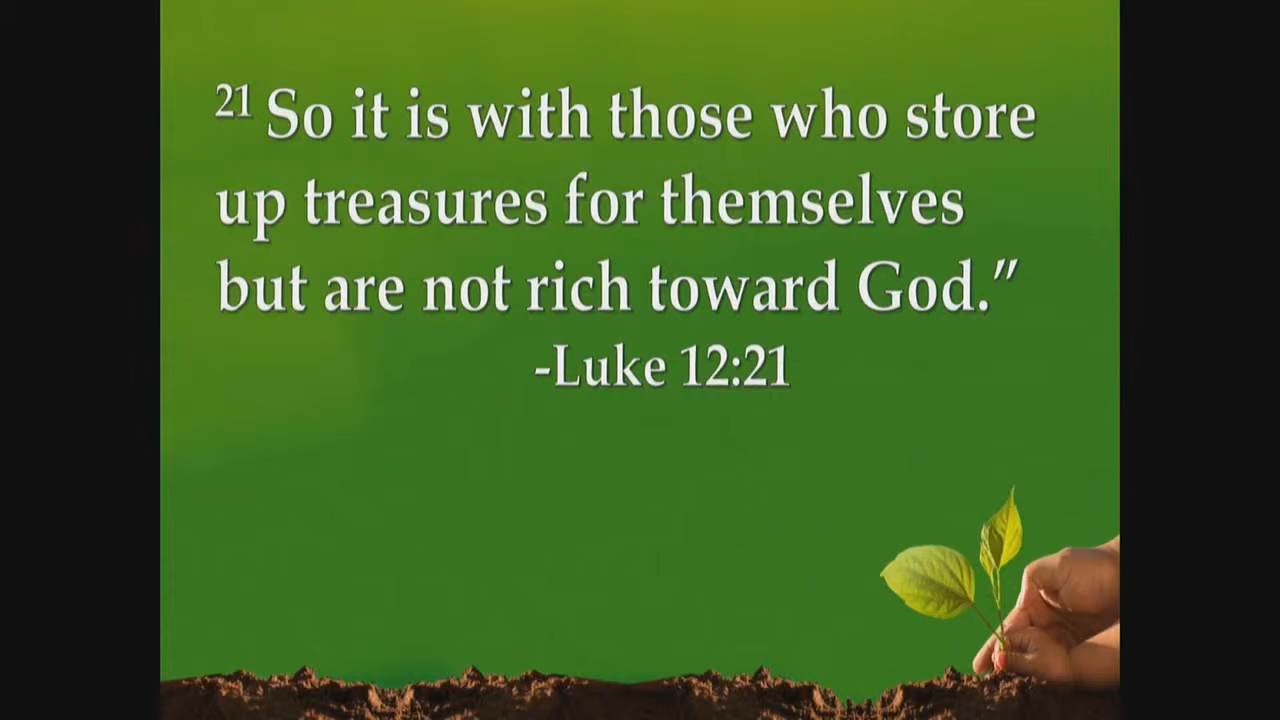 21 So it is with those who store
up treasures for themselves
but are not rich toward God.”
-Luke 12:21